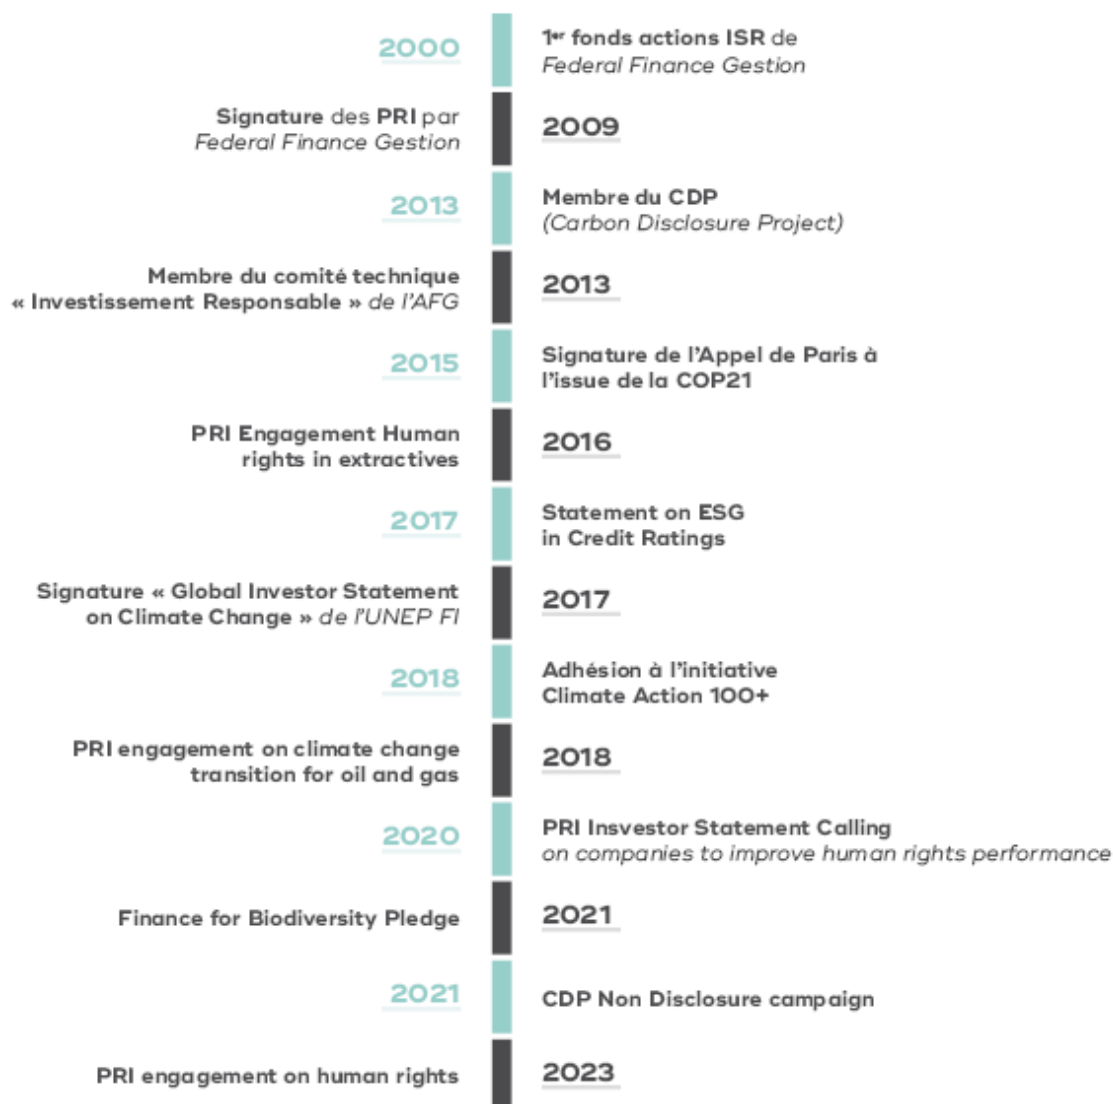 2000
1er fonds actions ISR de
Federal Finance Gestion
Signature des PRI par
Federal Finance Gestion
2009
2013
Membre du CDP
(Carbon Disclosure Project)
Membre du comité technique
« Investissement Responsable » de l'AFG
2013
2015
Signature de l'Appel de Paris à
l'issue de la COP21
PRI Engagement Human
rights in extractives
2016
2017
Statement on ESG
in Credit Ratings
Signature « Global Investor Statement
on Climate Change » de l'UNEP FI
2017
2018
Adhésion à l'initiative
Climate Action 100+
PRI engagement on climate change
transition for oil and gas
2018
2020
PRI Insvestor Statement Calling
on companies to improve human rights performance
Finance for Biodiversity Pledge
2021
2021
CDP Non Disclosure campaign
PRI engagement on human rights
2023